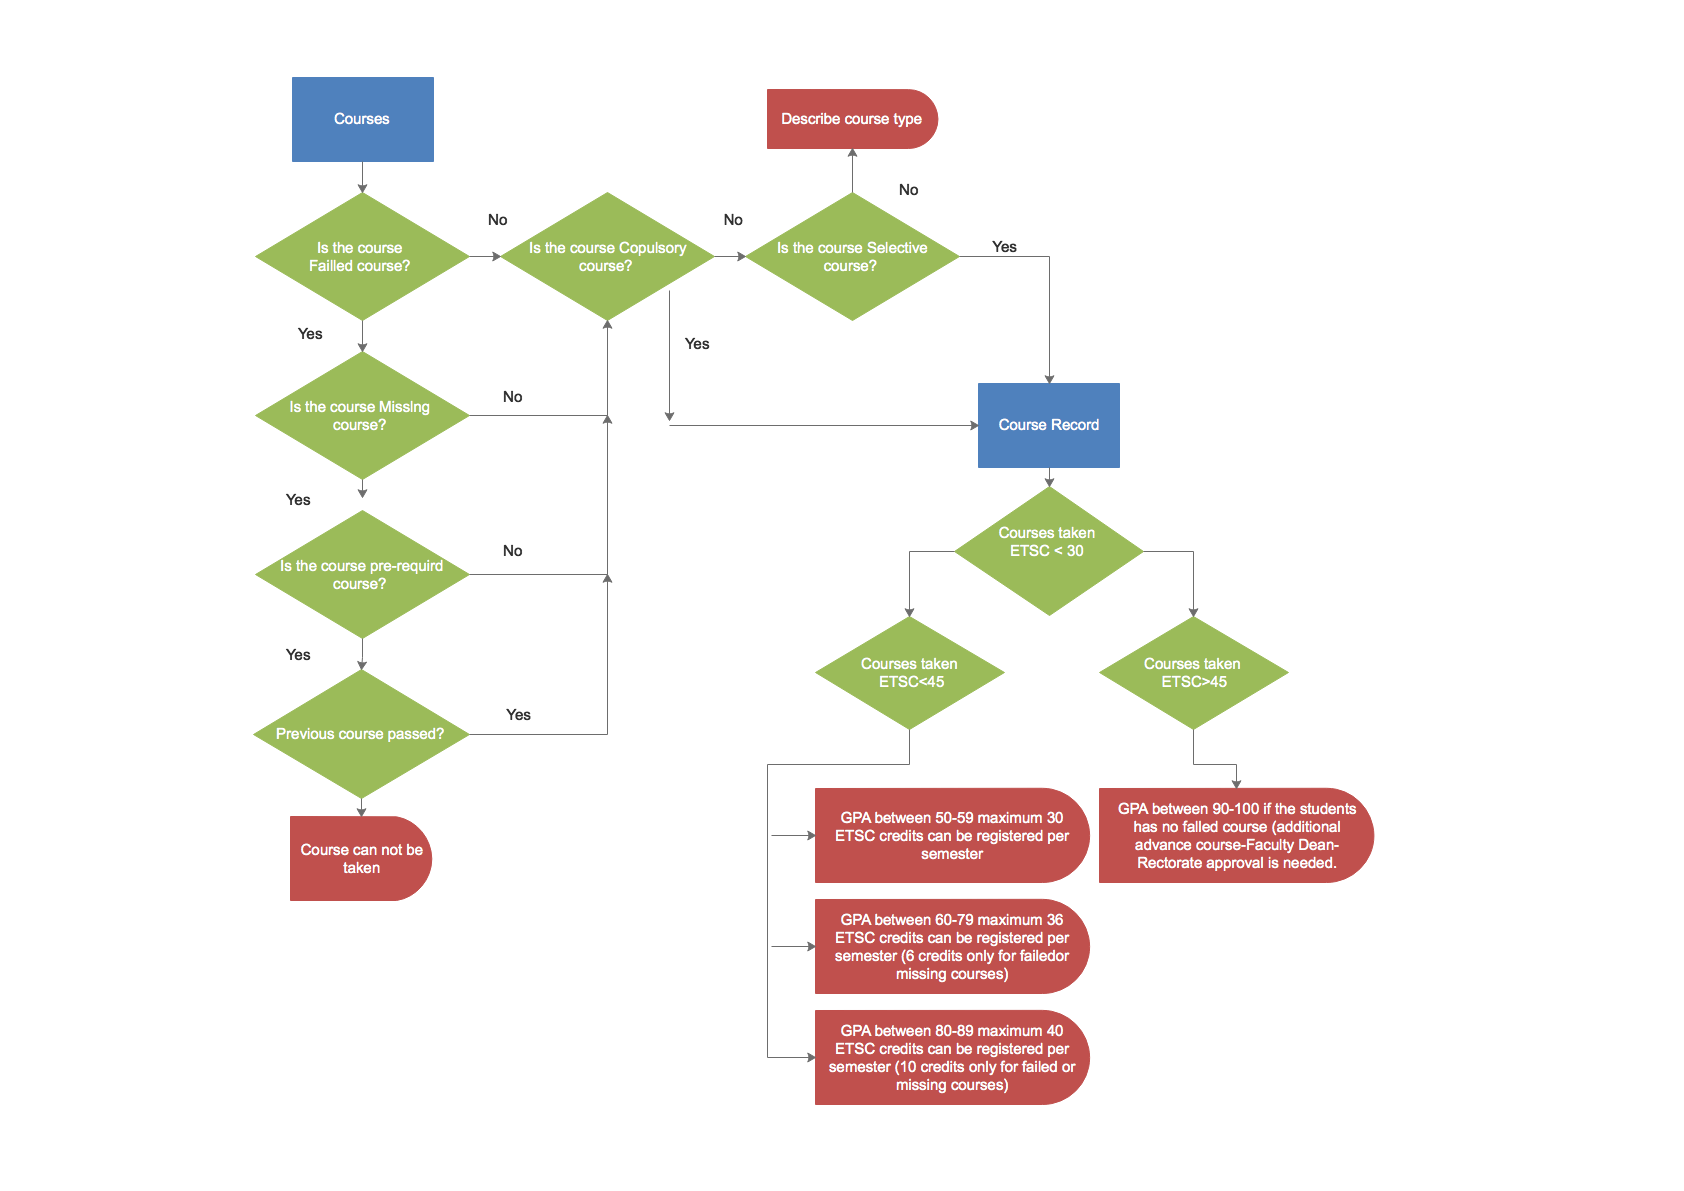 Courses
Describe course type
No
No
No
Is the course
Failled course?
Is the course Copulsory
course?
Is the course Selective
course?
Yes
Yes
Yes
Is the course Missing
course?
No
Course Record
Yes
Courses taken
ETSC < 30
No
Is the course pre-requird
course?
Yes
Courses taken
ETSC<45
Courses taken
ETSC>45
Yes
Previous course passed?
GPA between 50-59 maximum 30
ETSC credits can be registered per
semester
GPA between 90-100 if the students
has no falled course (additional
advance course-Faculty Dean-
Rectorate approval is needed.
Course can not be
taken
GPA between 60-79 maximum 36
ETSC credits can be registered per
semester (6 credits only for failedor
missing courses)
GPA between 80-89 maximum 40
ETSC credits can be registered per
semester (10 credits only for failed or
missing courses)